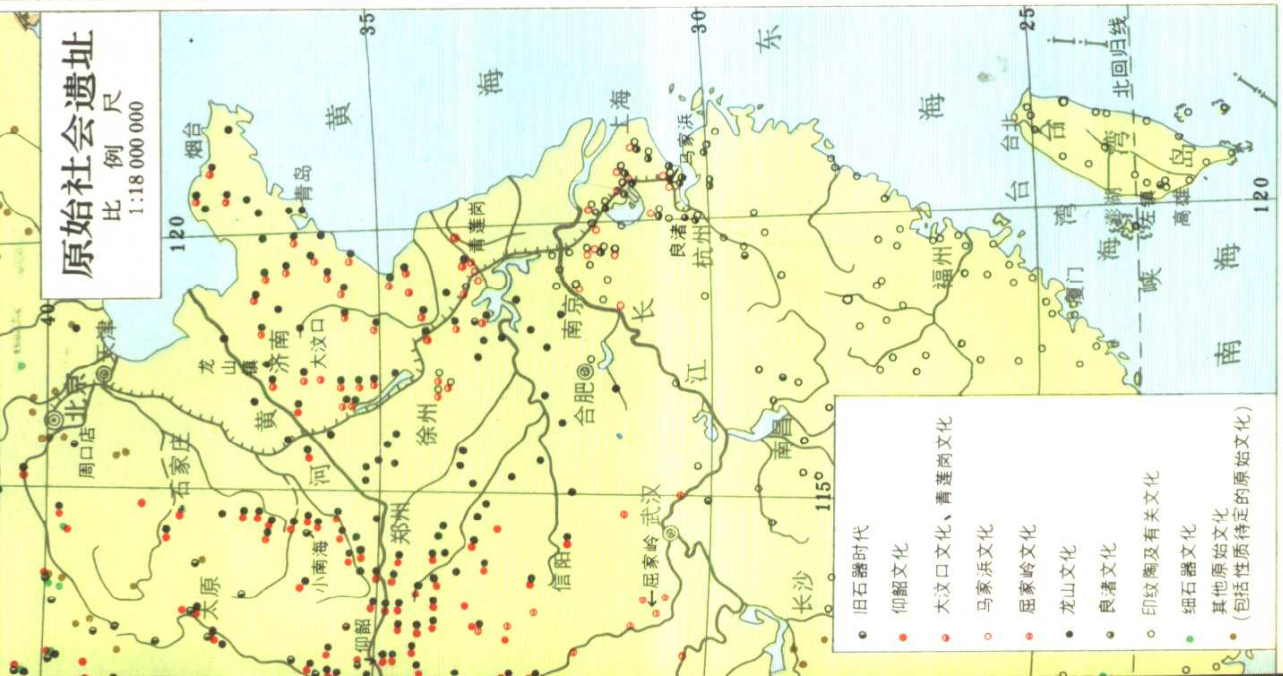 原始社会遗址
比例尺
1:18 000 000
40
35
30
25
120
120
115°
北京
天津
周口店
石家庄
太原
小南海
仰韶
郑州
黄
河
龙山镇
济南
大汶口
烟台
青岛
黄
海
青莲岗
徐州
信阳
合肥
南京
长
江
上海
马家浜
良渚
杭州
屈家岭
武汉
长沙
南昌
福州
厦门
东
海
台
湾
海
峡
台北
台
湾
岛
澎湖
左镇
高雄
北回归线
南
海
旧石器时代
仰韶文化
大汶口文化、青莲岗文化
马家浜文化
屈家岭文化
龙山文化
良渚文化
印纹陶及有关文化
细石器文化
其他原始文化
(包括性质待定的原始文化)